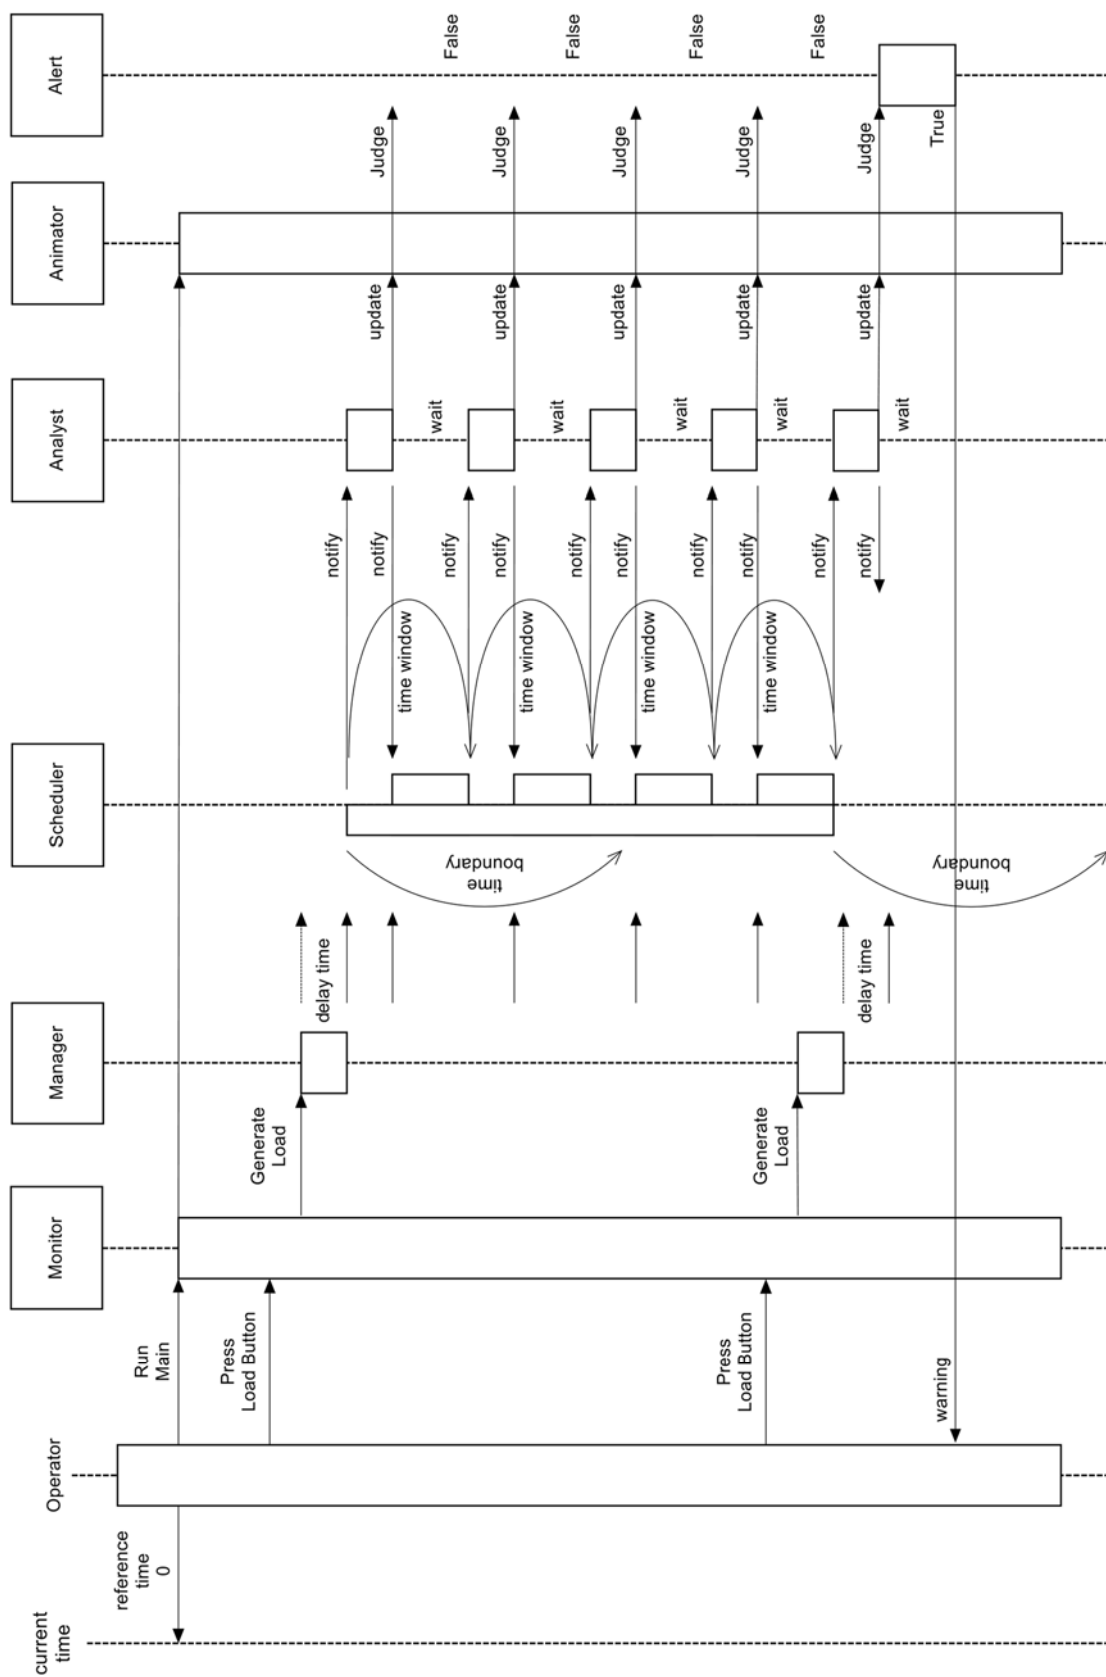 current
time
Operator
Monitor
Manager
Scheduler
Analyst
Animator
Alert
reference
time
0
Run
Main
Press
Load Button
Generate
Load
delay time
time
boundary
notify
notify
time window
wait
update
Judge
False
notify
notify
time window
wait
update
Judge
False
notify
notify
time window
wait
update
Judge
False
notify
notify
time window
wait
update
Judge
False
Press
Load Button
Generate
Load
delay time
time
boundary
notify
notify
wait
update
Judge
True
warning